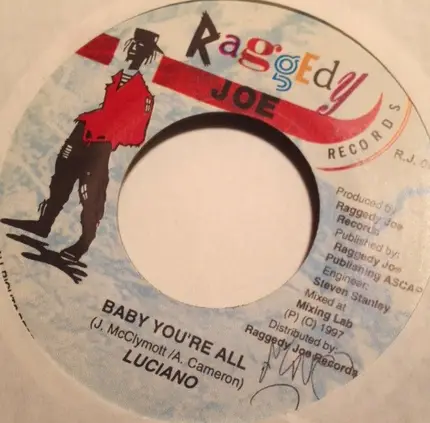 Raggedy
JOE
RECORDS
R.J.
Produced by
Raggedy Joe
Records
Published by:
Raggedy Joe
Publishing ASCAP
Engineer:
Steven Stanley
Mixed at
Mixing Lab
(P) (C) 1997
Distributed by
Raggedy Joe Records
BABY YOU'RE ALL
(J. McClymott /A. Cameron)
LUCIANO